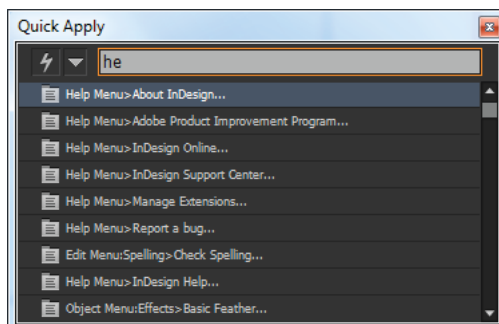 Quick Apply
he
Help Menu>About InDesign...
Help Menu>Adobe Product Improvement Program...
Help Menu>InDesign Online...
Help Menu>InDesign Support Center...
Help Menu>Manage Extensions...
Help Menu>Report a bug...
Edit Menu:Spelling>Check Spelling...
Help Menu>InDesign Help...
Object Menu:Effects>Basic Feather...